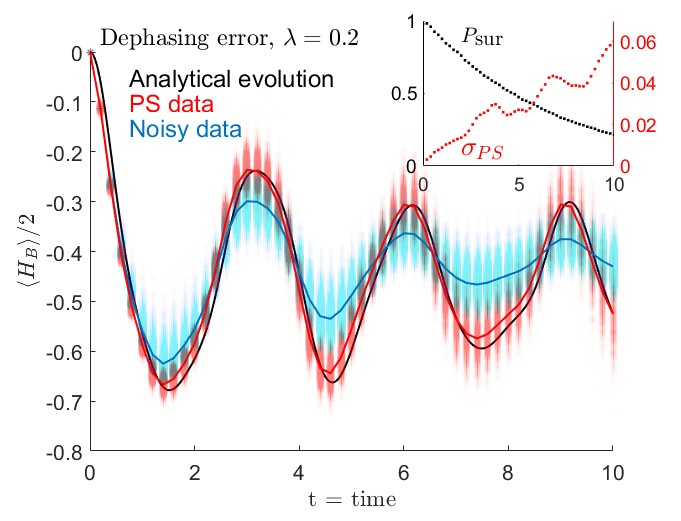 Dephasing error, λ = 0.2
Analytical evolution
PS data
Noisy data
⟨H_B⟩/2
0
-0.1
-0.2
-0.3
-0.4
-0.5
-0.6
-0.7
-0.8
0 2 4 6 8 10
t = time
P_sur
σ_PS
1
0.5
0
0.06
0.04
0.02
0
0 5 10